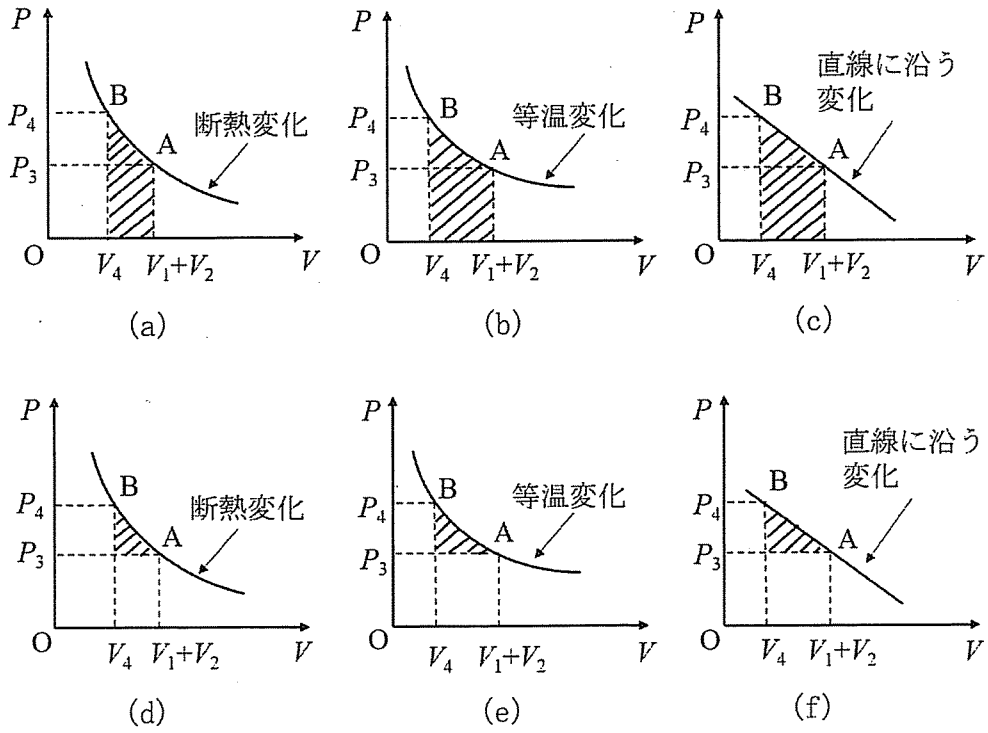 P
P₄
P₃
B
A
断熱変化
O
V₄
V₁+V₂
V
(a)
P
P₄
P₃
B
A
等温変化
O
V₄
V₁+V₂
V
(b)
P
P₄
P₃
B
A
直線に沿う
変化
O
V₄
V₁+V₂
V
(c)
P
P₄
P₃
B
A
断熱変化
O
V₄
V₁+V₂
V
(d)
P
P₄
P₃
B
A
等温変化
O
V₄
V₁+V₂
V
(e)
P
P₄
P₃
B
A
直線に沿う
変化
O
V₄
V₁+V₂
V
(f)